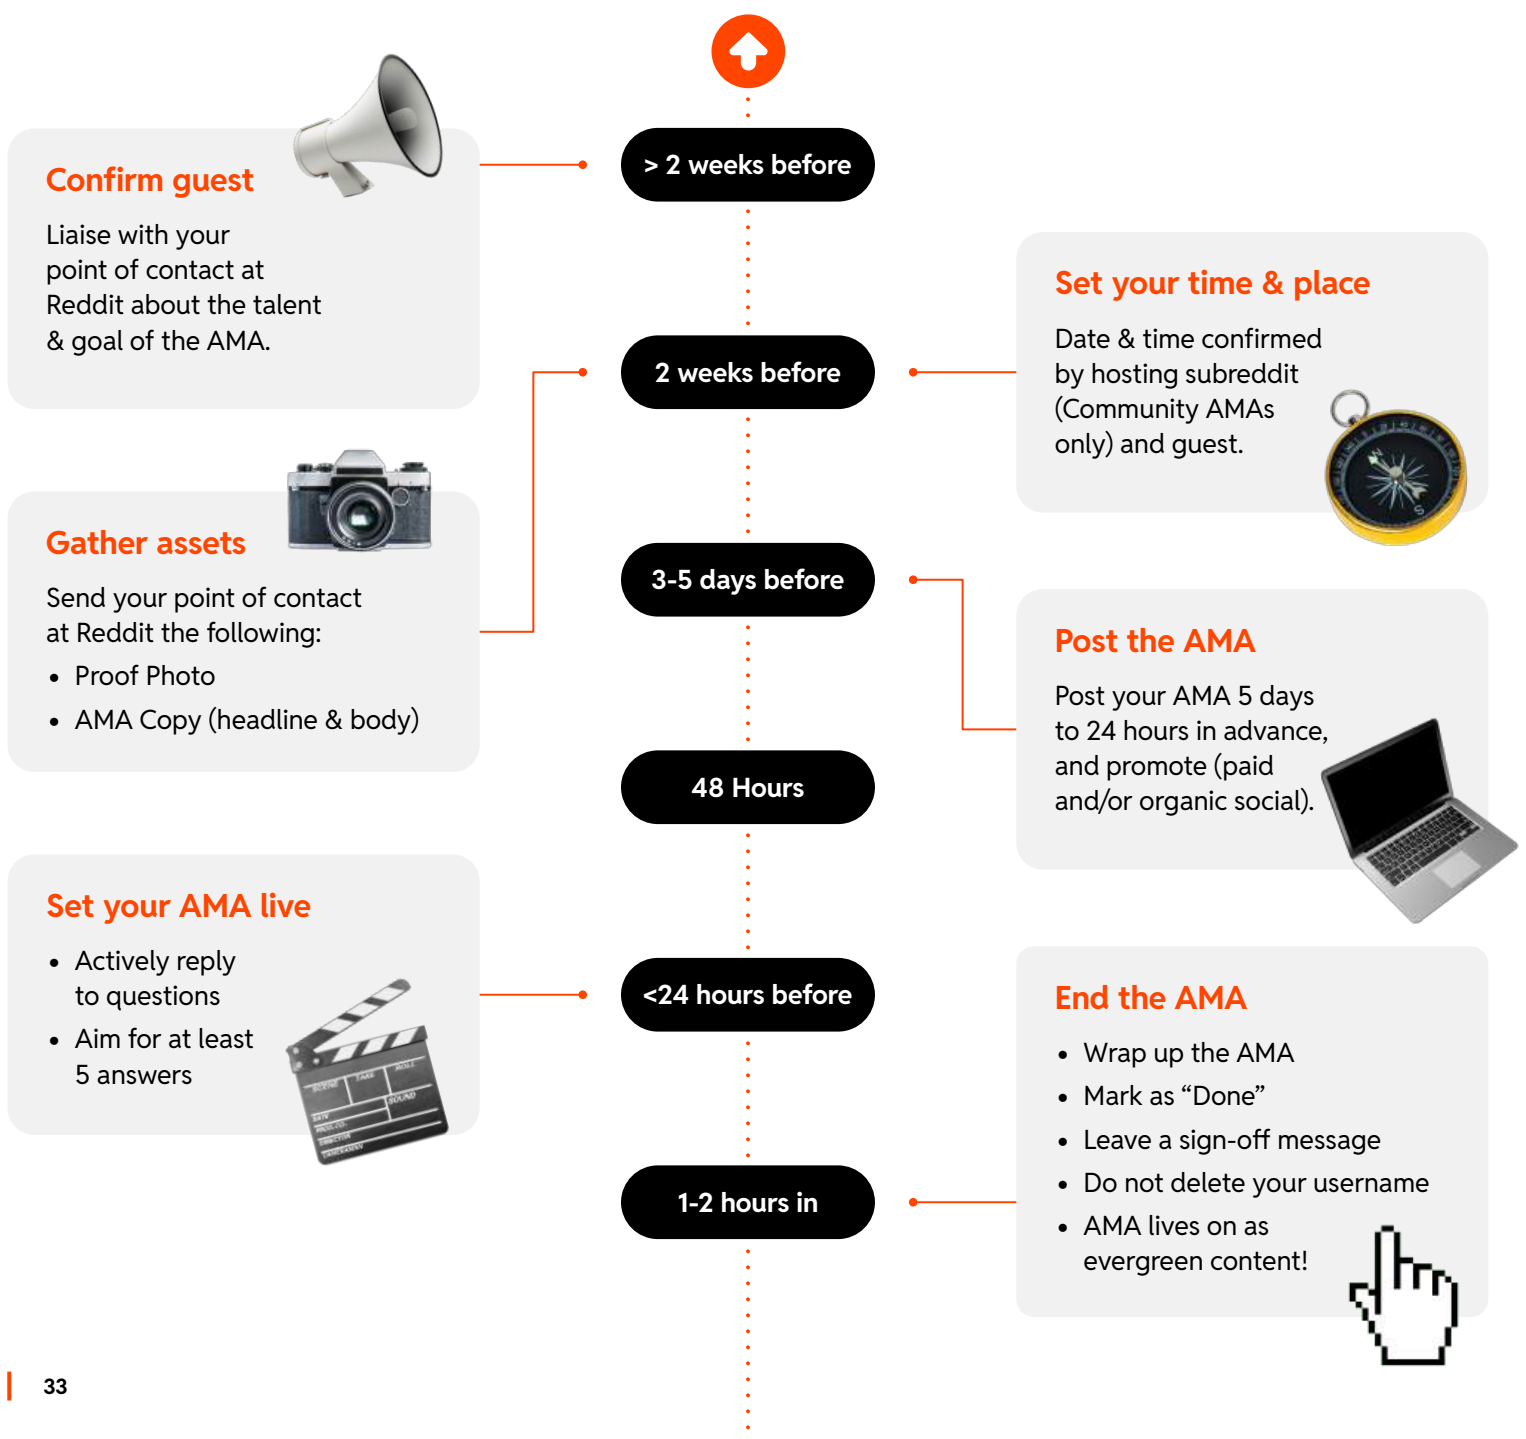 > 2 weeks before
Confirm guest
Liaise with your
point of contact at
Reddit about the talent
& goal of the AMA.
Set your time & place
Date & time confirmed
by hosting subreddit
(Community AMAs
only) and guest.
2 weeks before
Gather assets
Send your point of contact
at Reddit the following:
• Proof Photo
• AMA Copy (headline & body)
3-5 days before
Post the AMA
Post your AMA 5 days
to 24 hours in advance,
and promote (paid
and/or organic social).
48 Hours
Set your AMA live
• Actively reply
to questions
• Aim for at least
5 answers
SCENE
TAKE
ROLL
SOUND
DIRECTOR
<24 hours before
End the AMA
• Wrap up the AMA
• Mark as “Done”
• Leave a sign-off message
• Do not delete your username
• AMA lives on as
evergreen content!
1-2 hours in
N
S
33